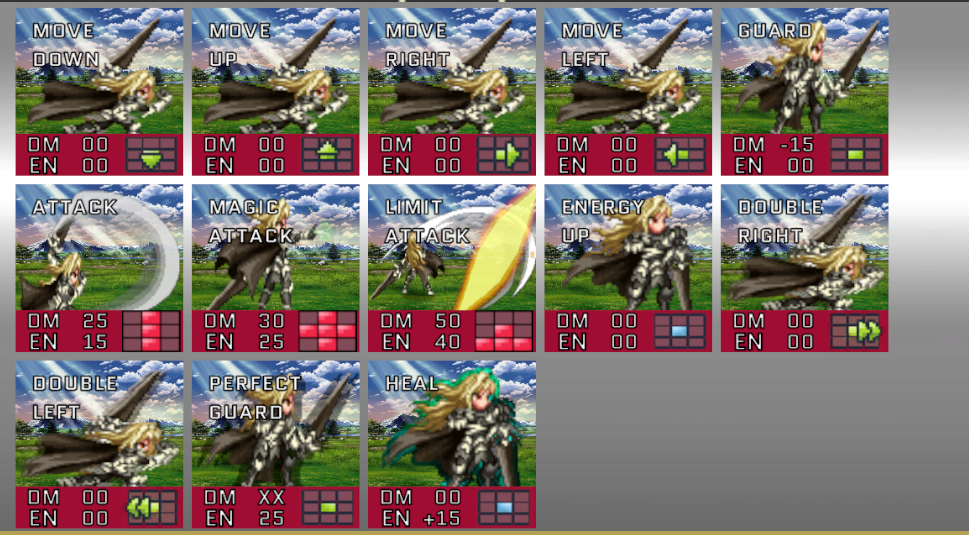 MOVE
DOWN
DM 00
EN 00
MOVE
UP
DM 00
EN 00
MOVE
RIGHT
DM 00
EN 00
MOVE
LEFT
DM 00
EN 00
GUARD
DM -15
EN 00
ATTACK
DM 25
EN 15
MAGIC
ATTACK
DM 30
EN 25
LIMIT
ATTACK
DM 50
EN 40
ENERGY
UP
DM 00
EN 00
DOUBLE
RIGHT
DM 00
EN 00
DOUBLE
LEFT
DM 00
EN 00
PERFECT
GUARD
DM XX
EN 25
HEAL
DM 00
EN +15